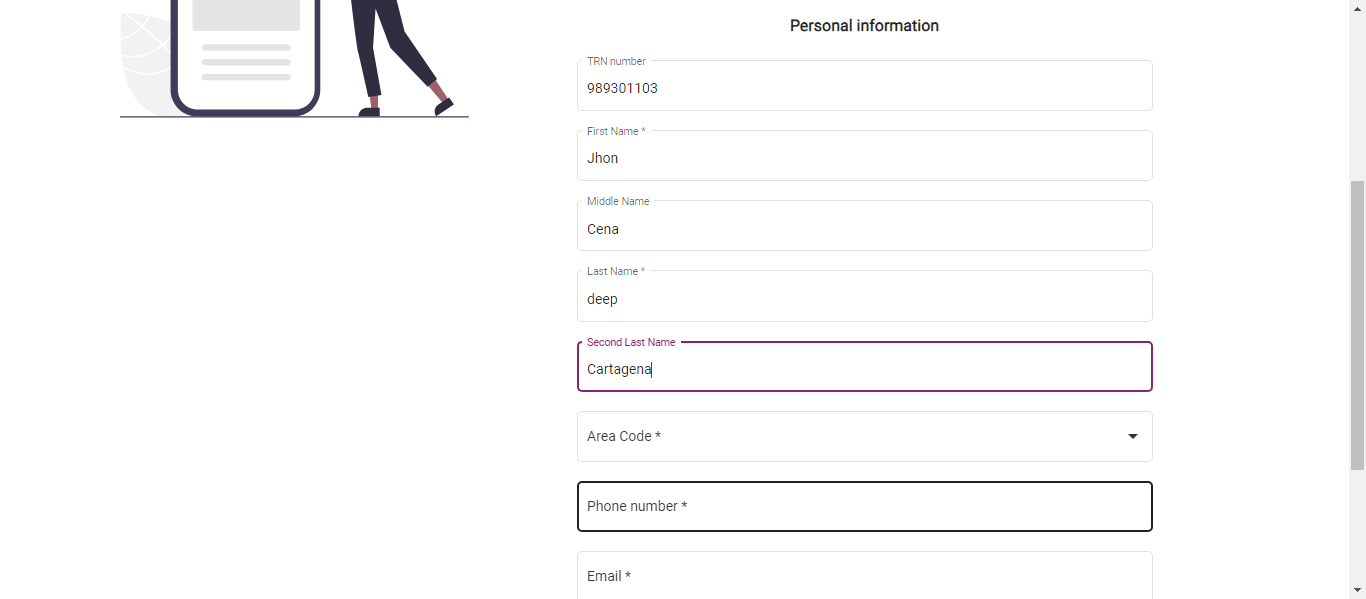 Personal information
TRN number
989301103
First Name *
Jhon
Middle Name
Cena
Last Name *
deep
Second Last Name
Cartagena
Area Code *
Phone number *
Email *